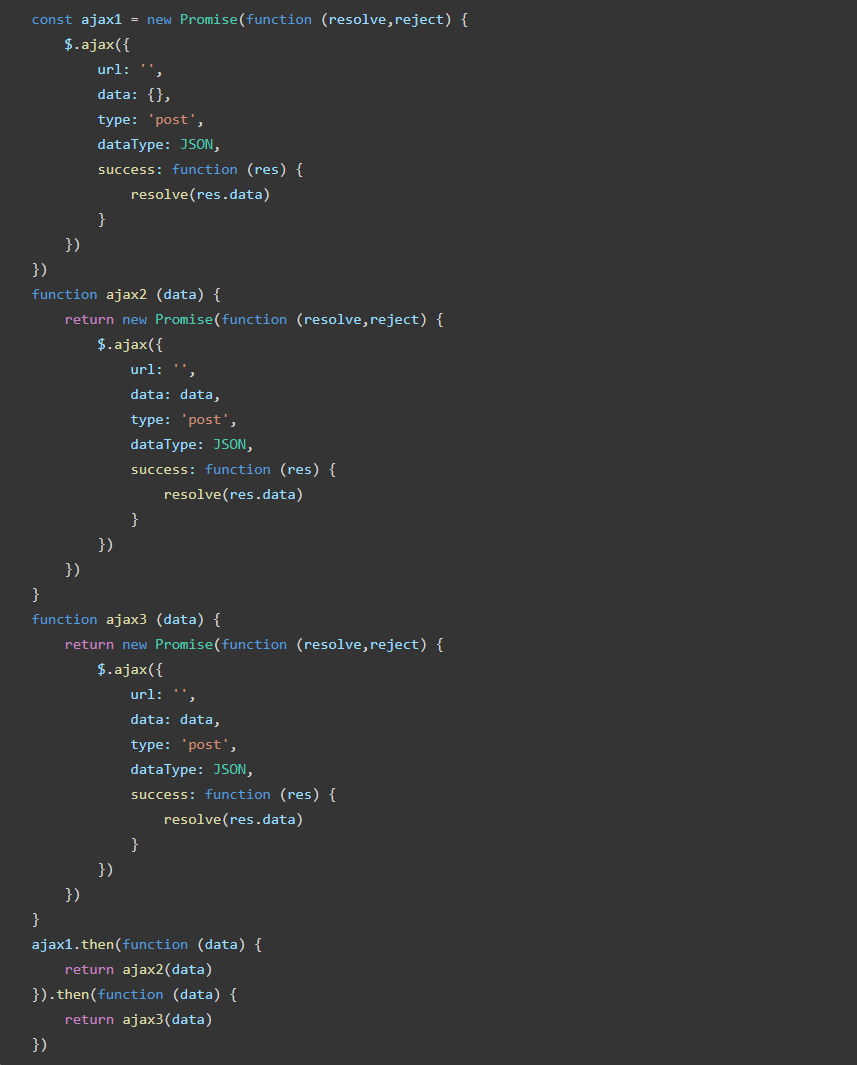 const ajax1 = new Promise(function (resolve,reject) {
    $.ajax({
        url: '',
        data: {},
        type: 'post',
        dataType: JSON,
        success: function (res) {
            resolve(res.data)
        }
    })
})
function ajax2 (data) {
    return new Promise(function (resolve,reject) {
        $.ajax({
            url: '',
            data: data,
            type: 'post',
            dataType: JSON,
            success: function (res) {
                resolve(res.data)
            }
        })
    })
}
function ajax3 (data) {
    return new Promise(function (resolve,reject) {
        $.ajax({
            url: '',
            data: data,
            type: 'post',
            dataType: JSON,
            success: function (res) {
                resolve(res.data)
            }
        })
    })
}
ajax1.then(function (data) {
    return ajax2(data)
}).then(function (data) {
    return ajax3(data)
})